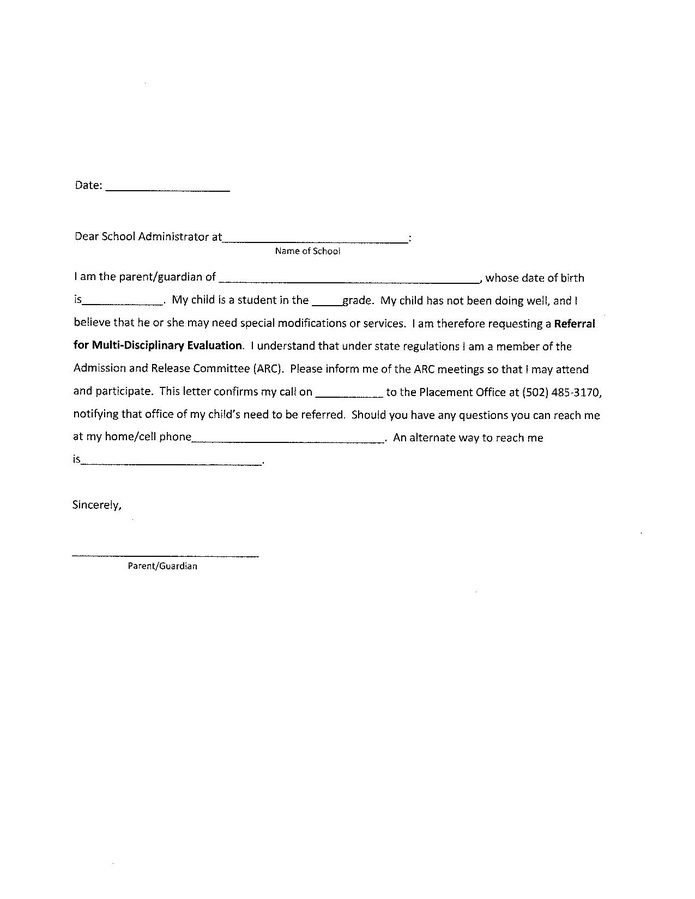 Date: ____________________
Dear School Administrator at______________________________:
Name of School
I am the parent/guardian of __________________________________________, whose date of birth
is_____________. My child is a student in the _____grade. My child has not been doing well, and I
believe that he or she may need special modifications or services. I am therefore requesting a Referral
for Multi-Disciplinary Evaluation. I understand that under state regulations I am a member of the
Admission and Release Committee (ARC). Please inform me of the ARC meetings so that I may attend
and participate. This letter confirms my call on ___________ to the Placement Office at (502) 485-3170,
notifying that office of my child's need to be referred. Should you have any questions you can reach me
at my home/cell phone_______________________________. An alternate way to reach me
is_____________________________.
Sincerely,
______________________________
Parent/Guardian